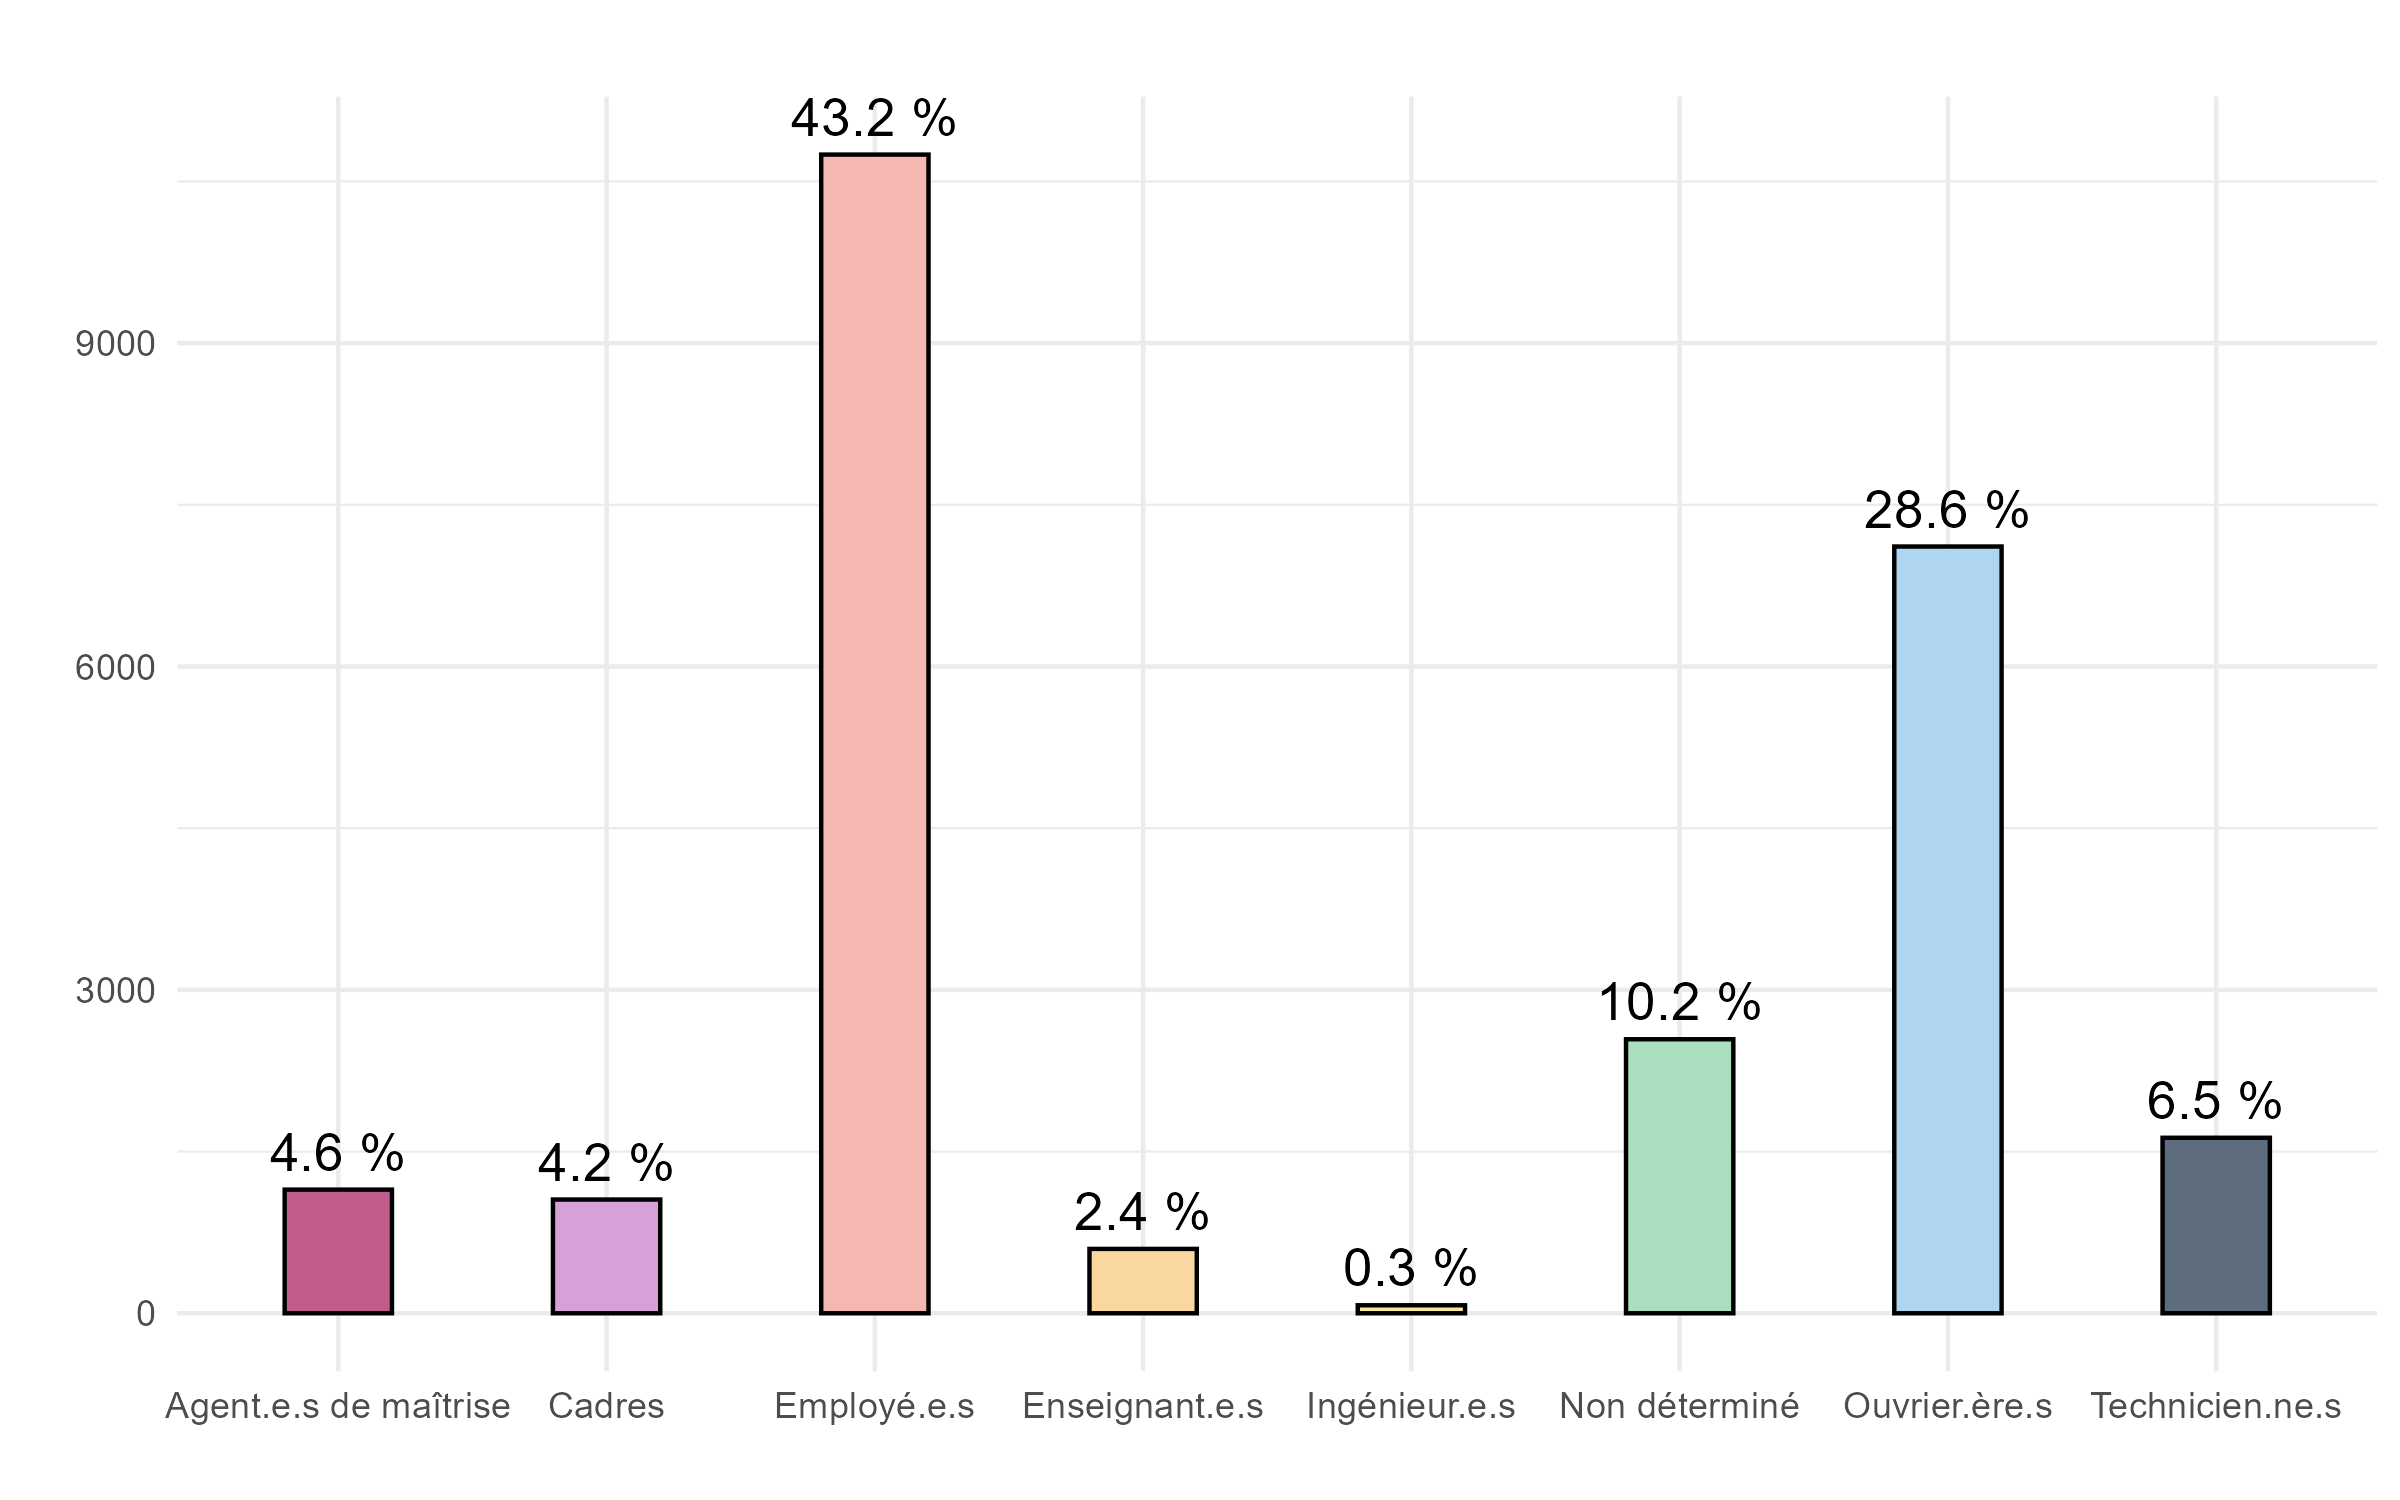 43.2 %
9000
28.6 %
6000
3000
10.2 %
6.5 %
4.6 %
4.2 %
2.4 %
0.3 %
0
Agent.e.s de maîtrise
Cadres
Employé.e.s
Enseignant.e.s
Ingénieur.e.s
Non déterminé
Ouvrier.ère.s
Technicien.ne.s